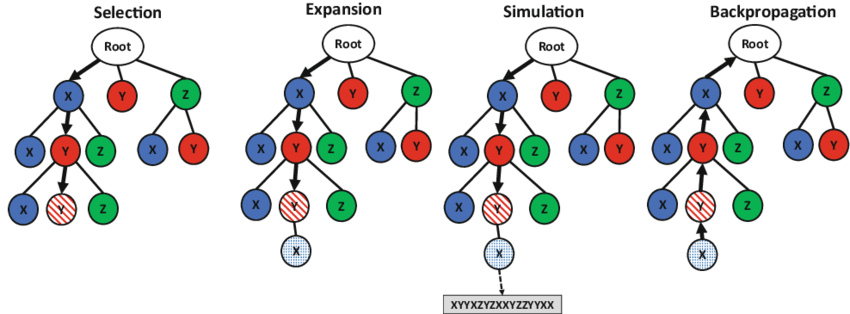 Selection Expansion Simulation Backpropagation
Root Root Root Root
X Y Z X Y Z X Y Z X Y Z
X Y Z X Y X Y Z X Y X Y Z X Y X Y Z X Y
X Y Z X Y Z X Y Z X Y Z
X X X
XYYXZYZXXYZZYYXX